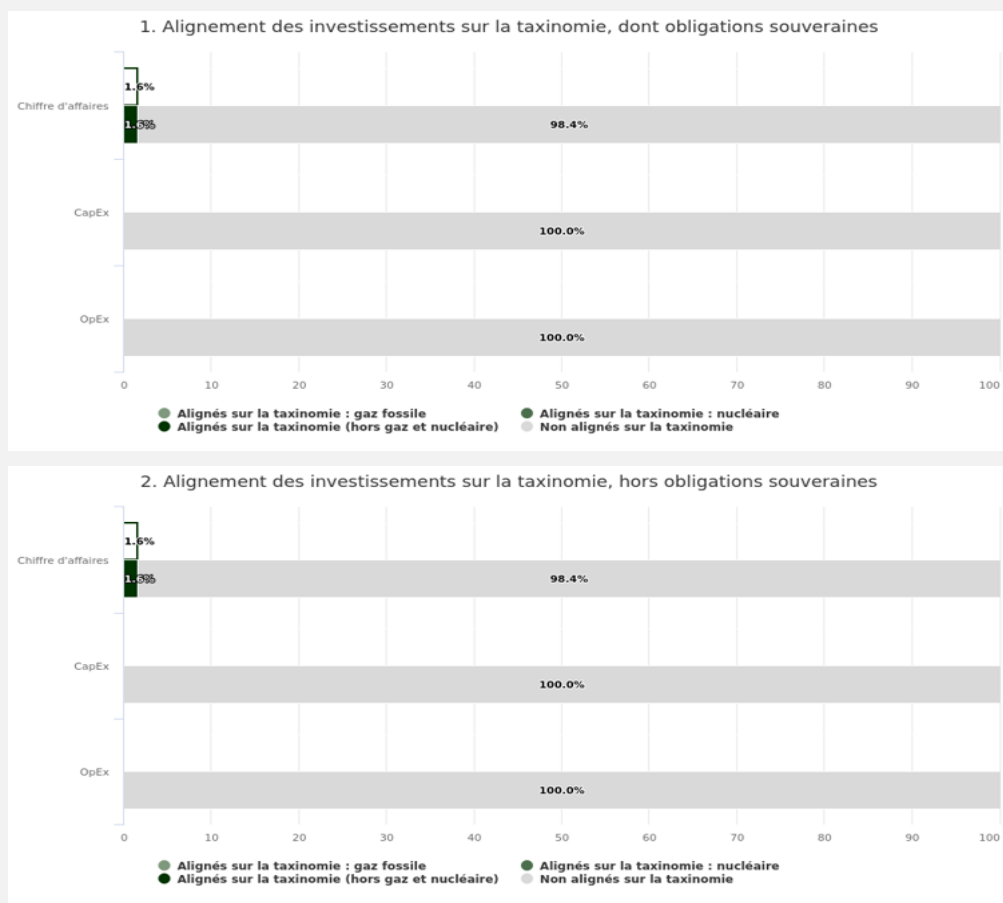 1. Alignement des investissements sur la taxinomie, dont obligations souveraines
1.6%
Chiffre d'affaires
1.6% 98.4%
CapEx
100.0%
OpEx
100.0%
0 10 20 30 40 50 60 70 80 90 100
Alignés sur la taxinomie : gaz fossile Alignés sur la taxinomie : nucléaire
Alignés sur la taxinomie (hors gaz et nucléaire) Non alignés sur la taxinomie
2. Alignement des investissements sur la taxinomie, hors obligations souveraines
1.6%
Chiffre d'affaires
1.6% 98.4%
CapEx
100.0%
OpEx
100.0%
0 10 20 30 40 50 60 70 80 90 100
Alignés sur la taxinomie : gaz fossile Alignés sur la taxinomie : nucléaire
Alignés sur la taxinomie (hors gaz et nucléaire) Non alignés sur la taxinomie